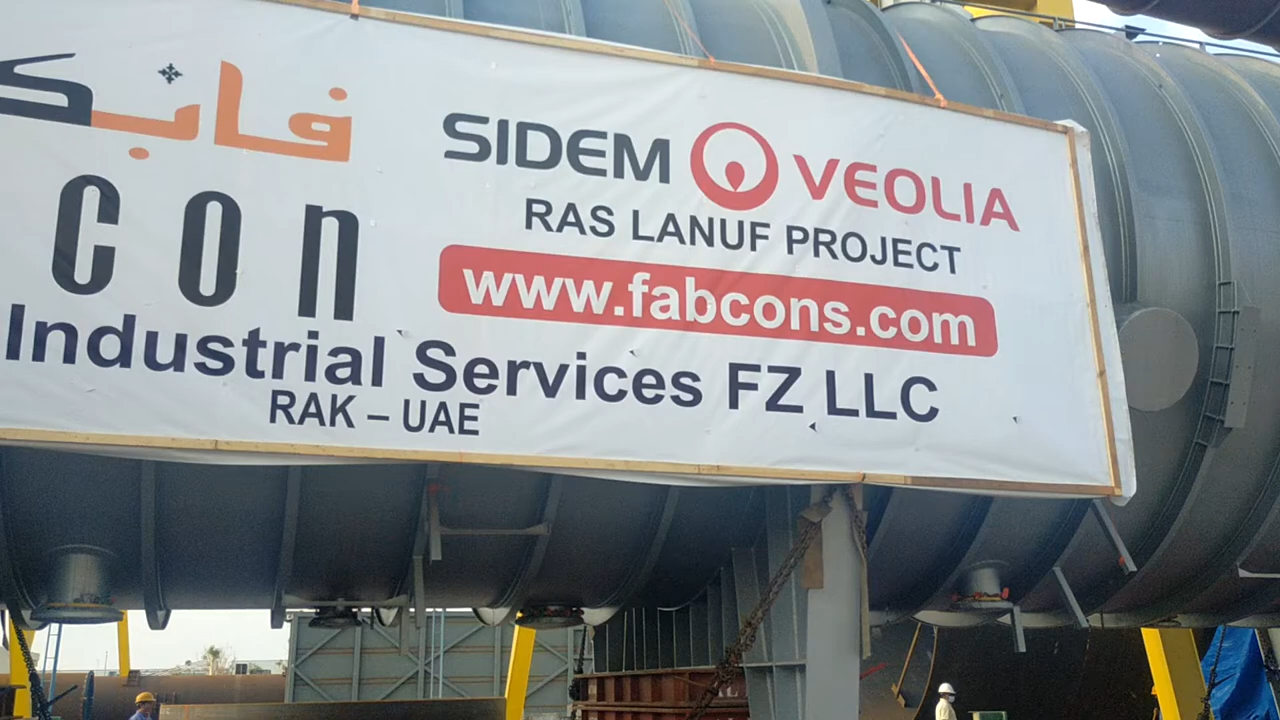 فابك
con
Industrial Services FZ LLC
RAK – UAE
SIDEM VEOLIA
RAS LANUF PROJECT
www.fabcons.com